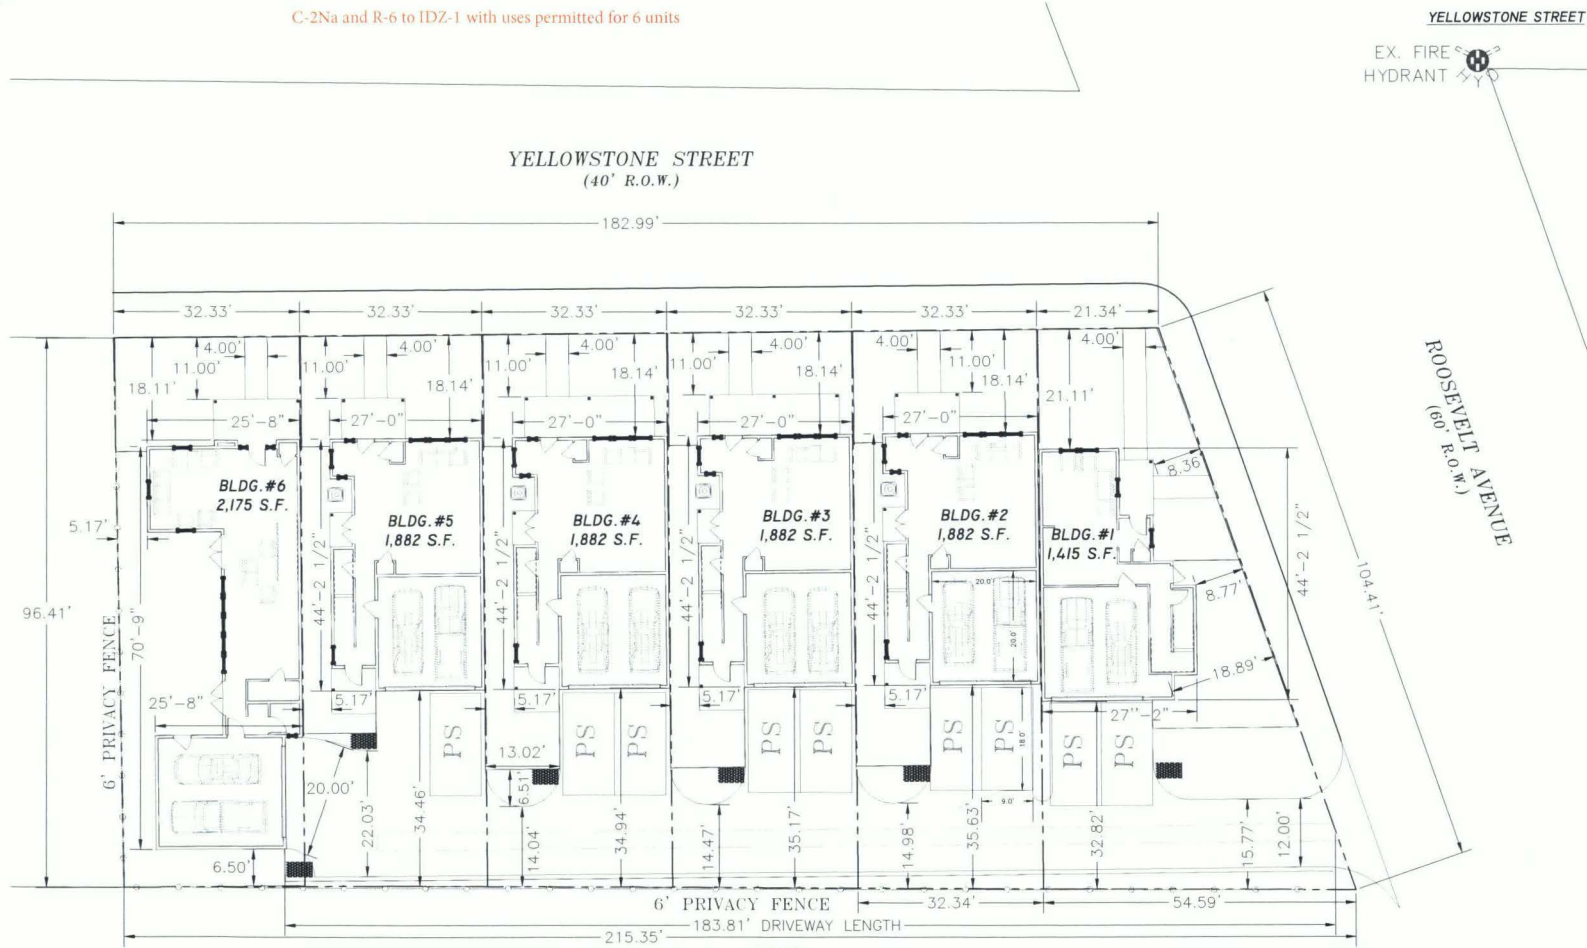 C-2Na and R-6 to IDZ-1 with uses permitted for 6 units
YELLOWSTONE STREET
EX. FIRE
HYDRANT
HYD
YELLOWSTONE STREET
(40' R.O.W.)
182.99'
32.33' 32.33' 32.33' 32.33' 32.33' 21.34'
4.00' 4.00' 4.00' 4.00' 4.00' 4.00'
11.00' 11.00' 11.00' 11.00' 11.00'
18.11' 18.14' 18.14' 18.14' 18.14' 21.11'
25'-8" 27'-0" 27'-0" 27'-0" 27'-0"
ROOSEVELT AVENUE
(60' R.O.W.)
8.36'
BLDG.#6
2,175 S.F.
BLDG.#5
1,882 S.F.
BLDG.#4
1,882 S.F.
BLDG.#3
1,882 S.F.
BLDG.#2
1,882 S.F.
BLDG.#1
1,415 S.F.
5.17'
96.41'
6' PRIVACY FENCE
70'-9"
44'-2 1/2" 44'-2 1/2" 44'-2 1/2" 44'-2 1/2" 44'-2 1/2"
20.0'
20.0'
8.77'
104.41'
18.89'
25'-8" 5.17' 5.17' 5.17' 5.17' 27''-2"
PS PS PS PS PS PS PS PS PS
18.0'
9.0'
13.02'
6.51'
20.00'
22.03'
34.46'
14.04'
34.94'
14.47'
35.17'
14.98'
35.63'
32.82'
15.77'
12.00'
6.50'
6' PRIVACY FENCE
32.34' 54.59'
183.81' DRIVEWAY LENGTH
215.35'